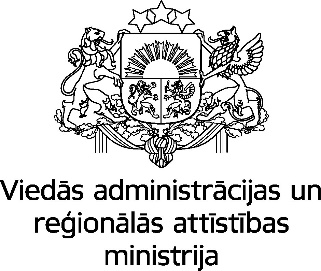 Viedās administrācijas un
reģionālās attīstības
ministrija